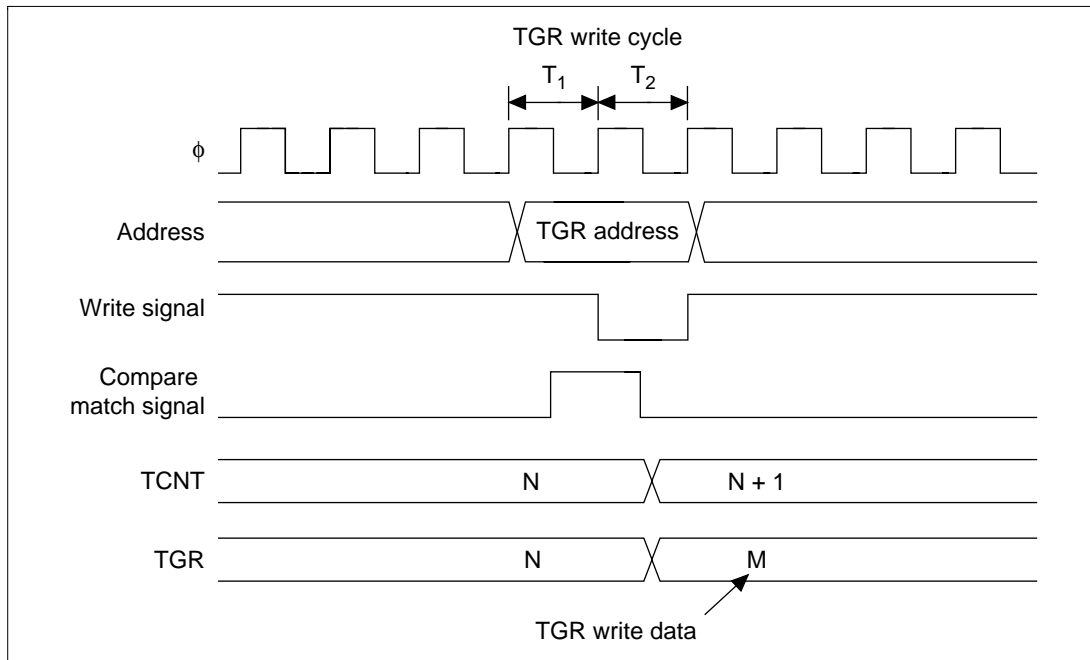 TGR write cycle
T1 T2
ϕ
Address TGR address
Write signal
Compare
match signal
TCNT N N + 1
TGR N M
TGR write data